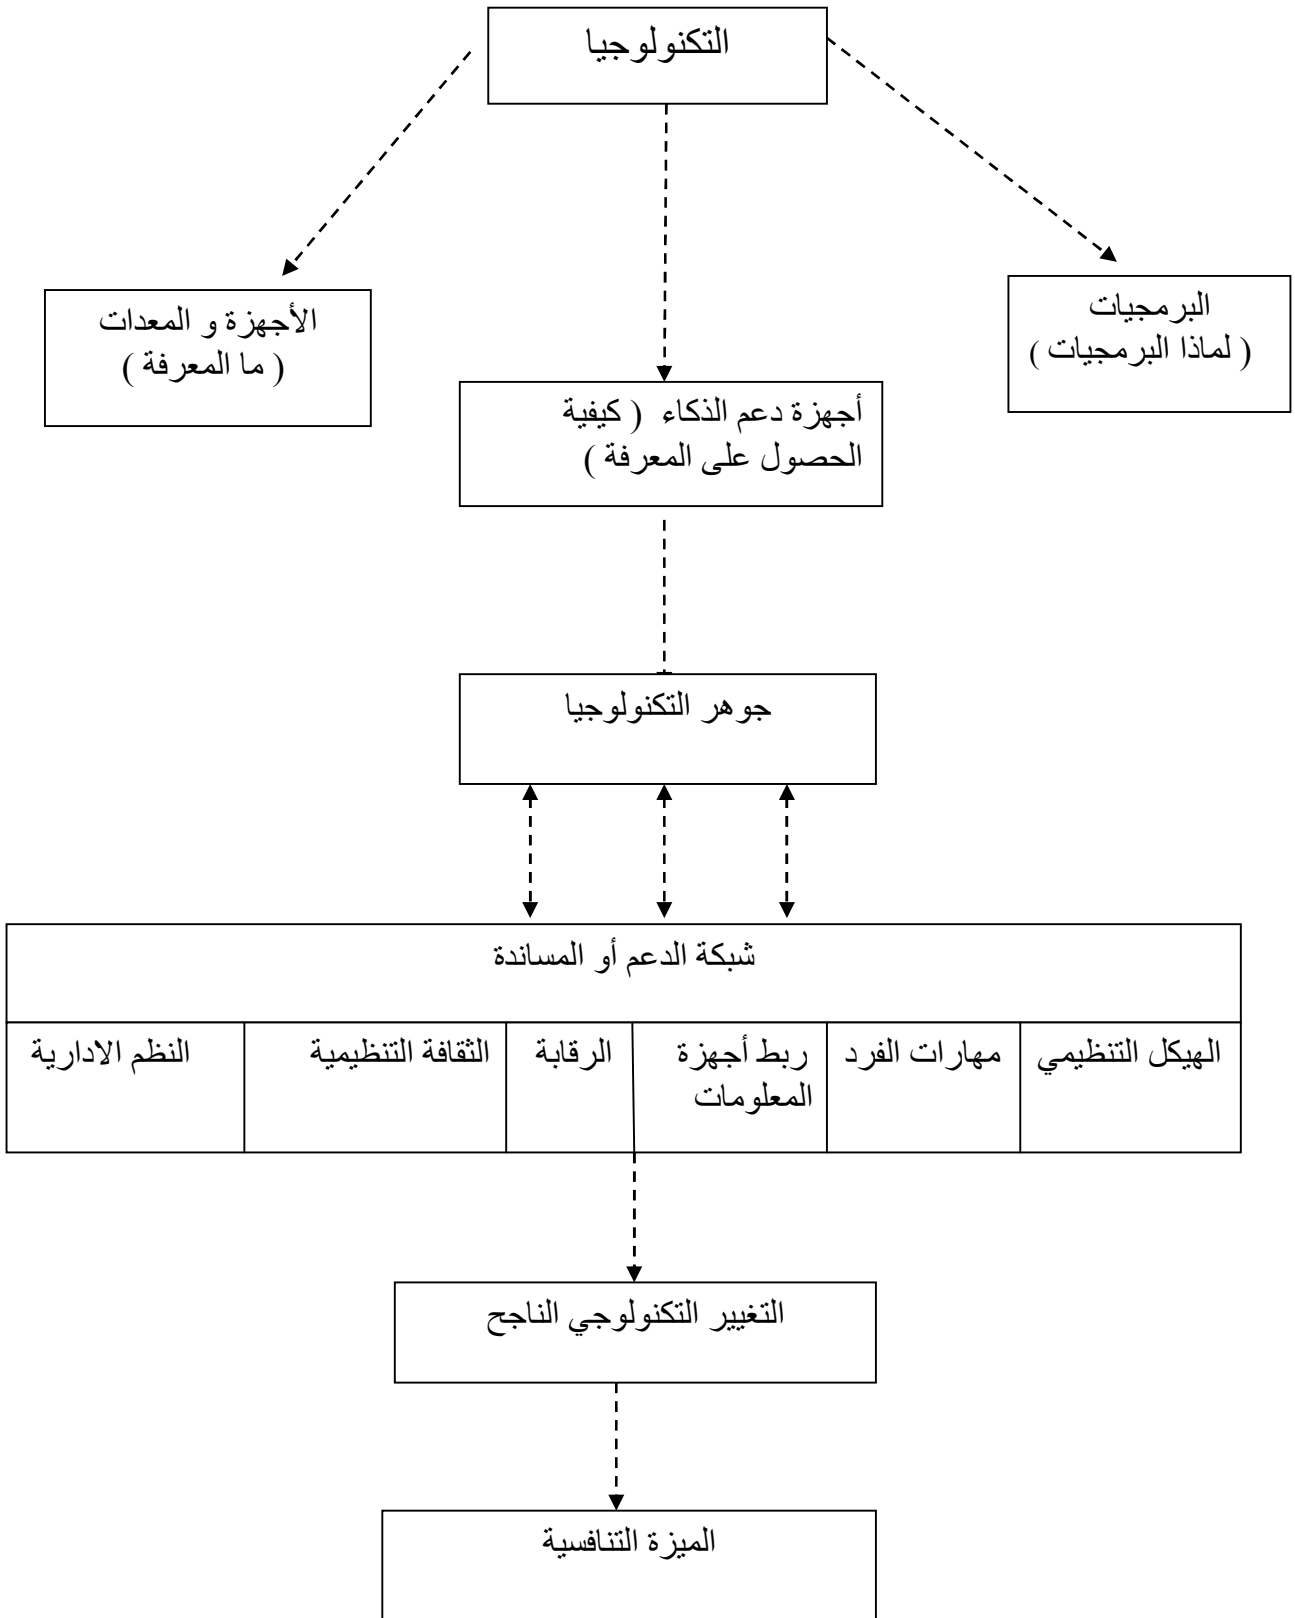 التكنولوجيا
البرمجيات
( لماذا البرمجيات )
الأجهزة و المعدات
( ما المعرفة )
أجهزة دعم الذكاء ( كيفية
الحصول على المعرفة )
جوهر التكنولوجيا
شبكة الدعم أو المساندة
الهيكل التنظيمي
مهارات الفرد
ربط أجهزة
المعلومات
الرقابة
الثقافة التنظيمية
النظم الادارية
التغيير التكنولوجي الناجح
الميزة التنافسية